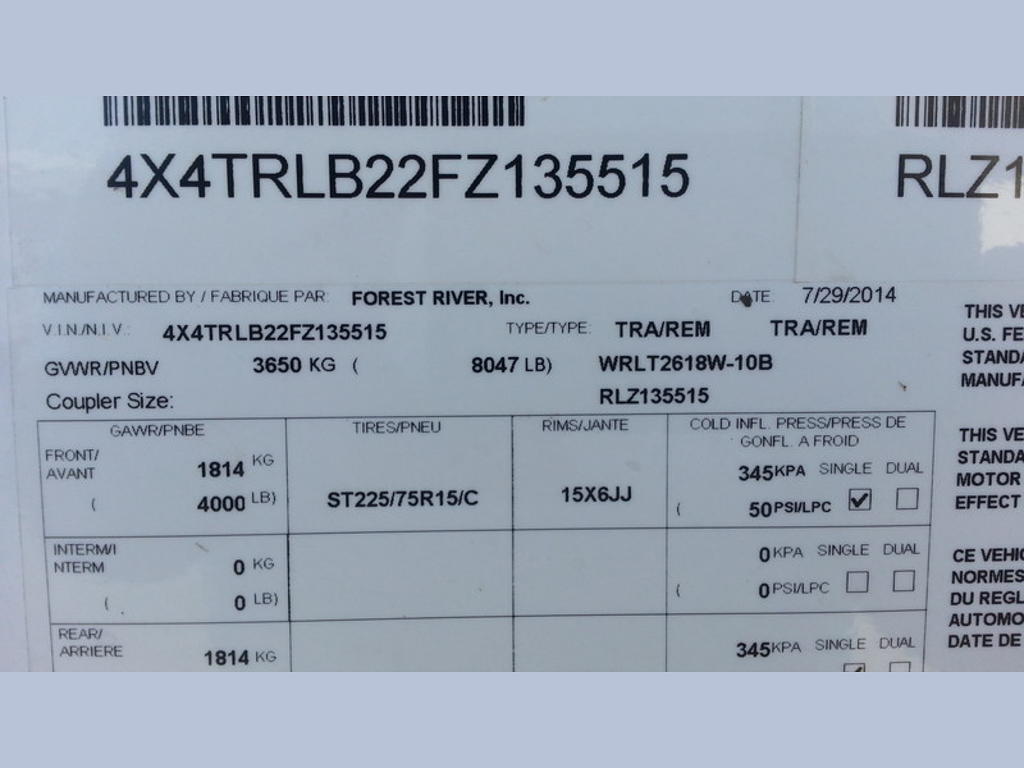 4X4TRLB22FZ135515
RLZ1
MANUFACTURED BY / FABRIQUE PAR: FOREST RIVER, Inc. DATE 7/29/2014
V.I.N./N.I.V.: 4X4TRLB22FZ135515 TYPE/TYPE: TRA/REM TRA/REM
GVWR/PNBV 3650 KG ( 8047 LB) WRLT2618W-10B
Coupler Size: RLZ135515
GAWR/PNBE TIRES/PNEU RIMS/JANTE COLD INFL. PRESS/PRESS DE
GONFL. A FROID
FRONT/
AVANT 1814 KG 345 KPA SINGLE DUAL
( 4000 LB) ST225/75R15/C 15X6JJ ( 50 PSI/LPC
INTERM/I
NTERM 0 KG 0 KPA SINGLE DUAL
( 0 LB) ( 0 PSI/LPC
REAR/
ARRIERE 1814 KG 345 KPA SINGLE DUAL
THIS VE
U.S. FE
STANDA
MANUFA
THIS VE
STANDA
MOTOR
EFFECT
CE VEHIC
NORMES
DU REGL
AUTOMO
DATE DE